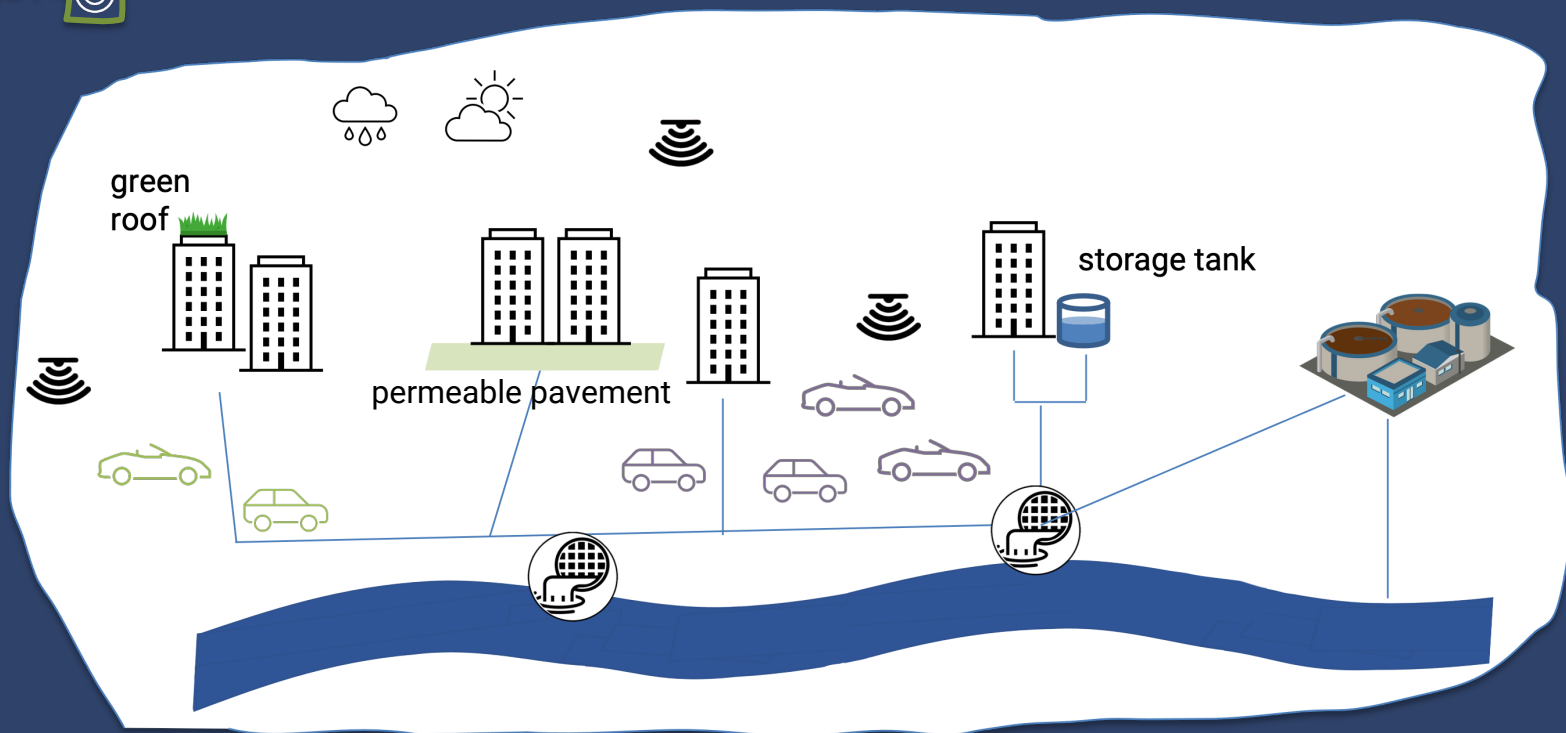 green
roof
storage tank
permeable pavement